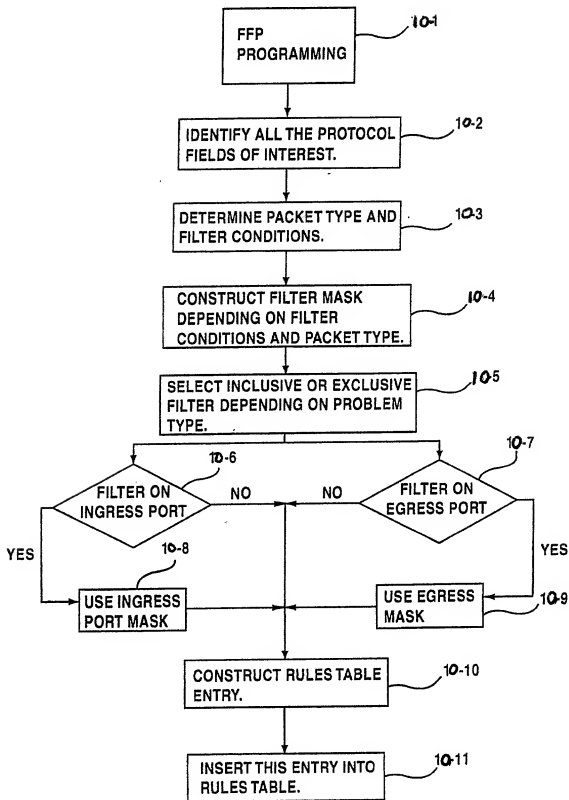 FFP
PROGRAMMING
10-1
IDENTIFY ALL THE PROTOCOL
FIELDS OF INTEREST.
10-2
DETERMINE PACKET TYPE AND
FILTER CONDITIONS.
10-3
CONSTRUCT FILTER MASK
DEPENDING ON FILTER
CONDITIONS AND PACKET TYPE.
10-4
SELECT INCLUSIVE OR EXCLUSIVE
FILTER DEPENDING ON PROBLEM
TYPE.
10-5
10-6
FILTER ON
INGRESS PORT
NO
YES
10-7
FILTER ON
EGRESS PORT
NO
YES
10-8
USE INGRESS
PORT MASK
USE EGRESS
MASK
10-9
CONSTRUCT RULES TABLE
ENTRY.
10-10
INSERT THIS ENTRY INTO
RULES TABLE.
10-11